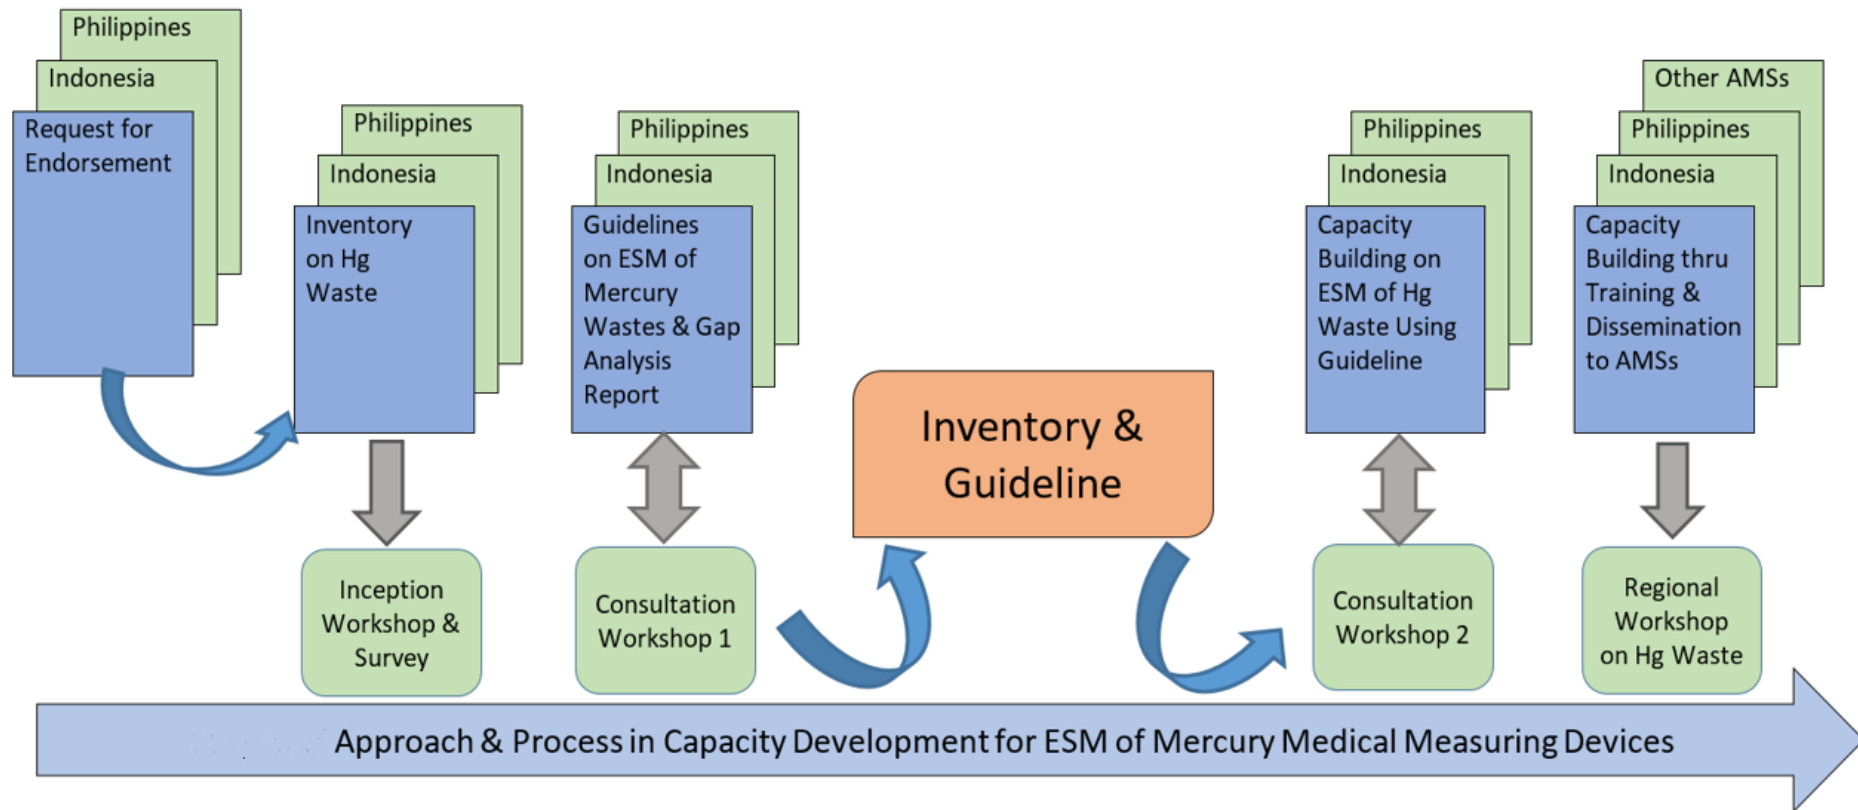 Philippines
Indonesia
Request for
Endorsement
Philippines
Indonesia
Inventory
on Hg
Waste
Philippines
Indonesia
Guidelines
on ESM of
Mercury
Wastes & Gap
Analysis
Report
Inventory &
Guideline
Philippines
Indonesia
Capacity
Building on
ESM of Hg
Waste Using
Guideline
Other AMSs
Philippines
Indonesia
Capacity
Building thru
Training &
Dissemination
to AMSs
Inception
Workshop &
Survey
Consultation
Workshop 1
Consultation
Workshop 2
Regional
Workshop
on Hg Waste
Approach & Process in Capacity Development for ESM of Mercury Medical Measuring Devices